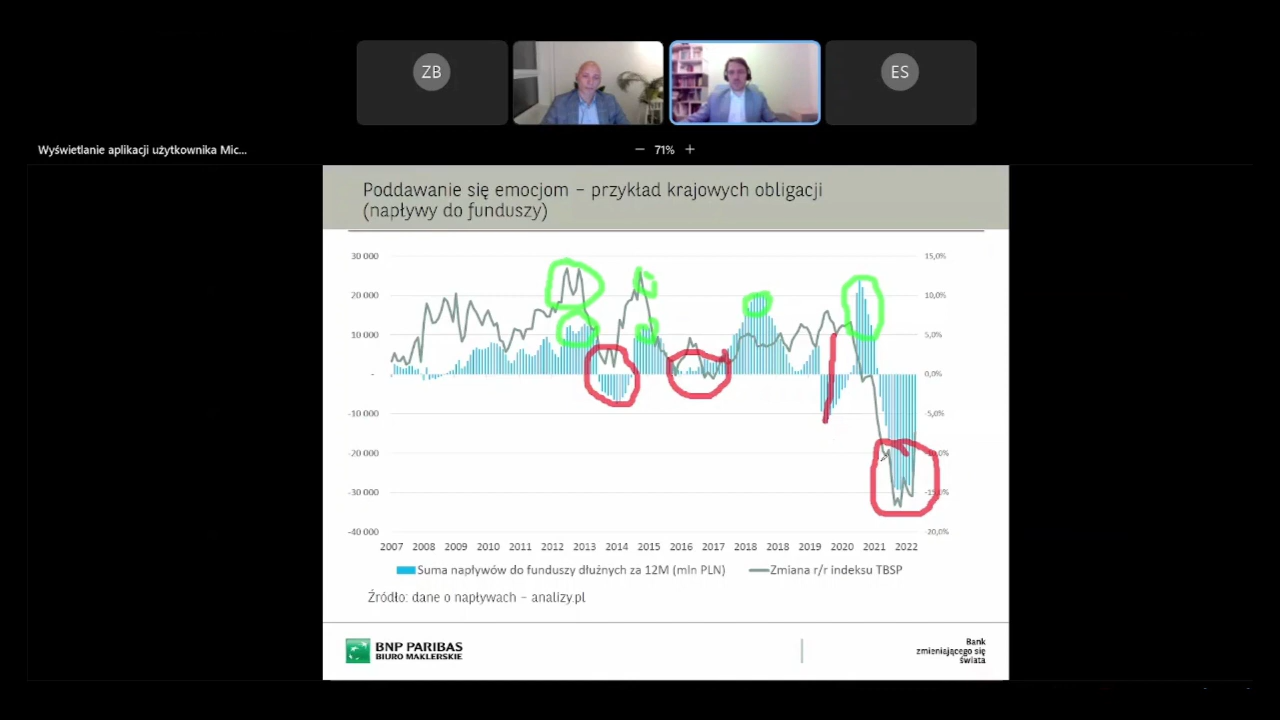 ZB
ES
Wyświetlanie aplikacji użytkownika Mic...
71%
Poddawanie się emocjom – przykład krajowych obligacji
(napływy do funduszy)
30 000
20 000
10 000
-
-10 000
-20 000
-30 000
-40 000
15,0%
10,0%
5,0%
0,0%
-5,0%
-10,0%
-15,0%
-20,0%
2007 2008 2009 2010 2011 2012 2013 2014 2015 2016 2017 2018 2018 2019 2020 2021 2022
Suma napływów do funduszy dłużnych za 12M (mln PLN) Zmiana r/r indeksu TBSP
Źródło: dane o napływach – analizy.pl
BNP PARIBAS
BIURO MAKLERSKIE
Bank
zmieniającego się
świata